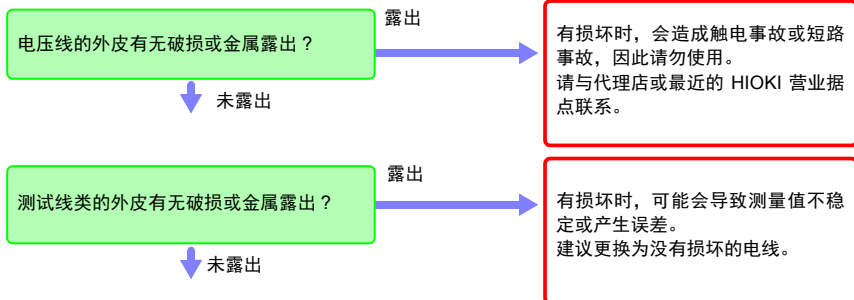 露出
电压线的外皮有无破损或金属露出？
有损坏时，会造成触电事故或短路
事故，因此请勿使用。
请与代理店或最近的 HIOKI 营业据
点联系。
未露出
露出
测试线类的外皮有无破损或金属露出？
有损坏时，可能会导致测量值不稳
定或产生误差。
建议更换为没有损坏的电线。
未露出